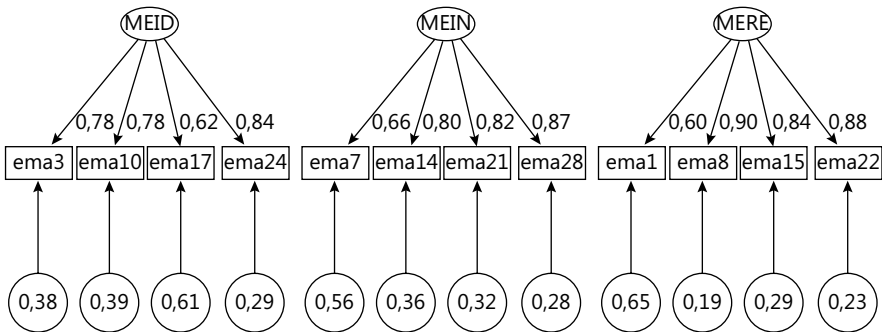 MEID MEIN MERE
0,78 0,78 0,62 0,84 0,66 0,80 0,82 0,87 0,60 0,90 0,84 0,88
ema3 ema10 ema17 ema24 ema7 ema14 ema21 ema28 ema1 ema8 ema15 ema22
0,38 0,39 0,61 0,29 0,56 0,36 0,32 0,28 0,65 0,19 0,29 0,23